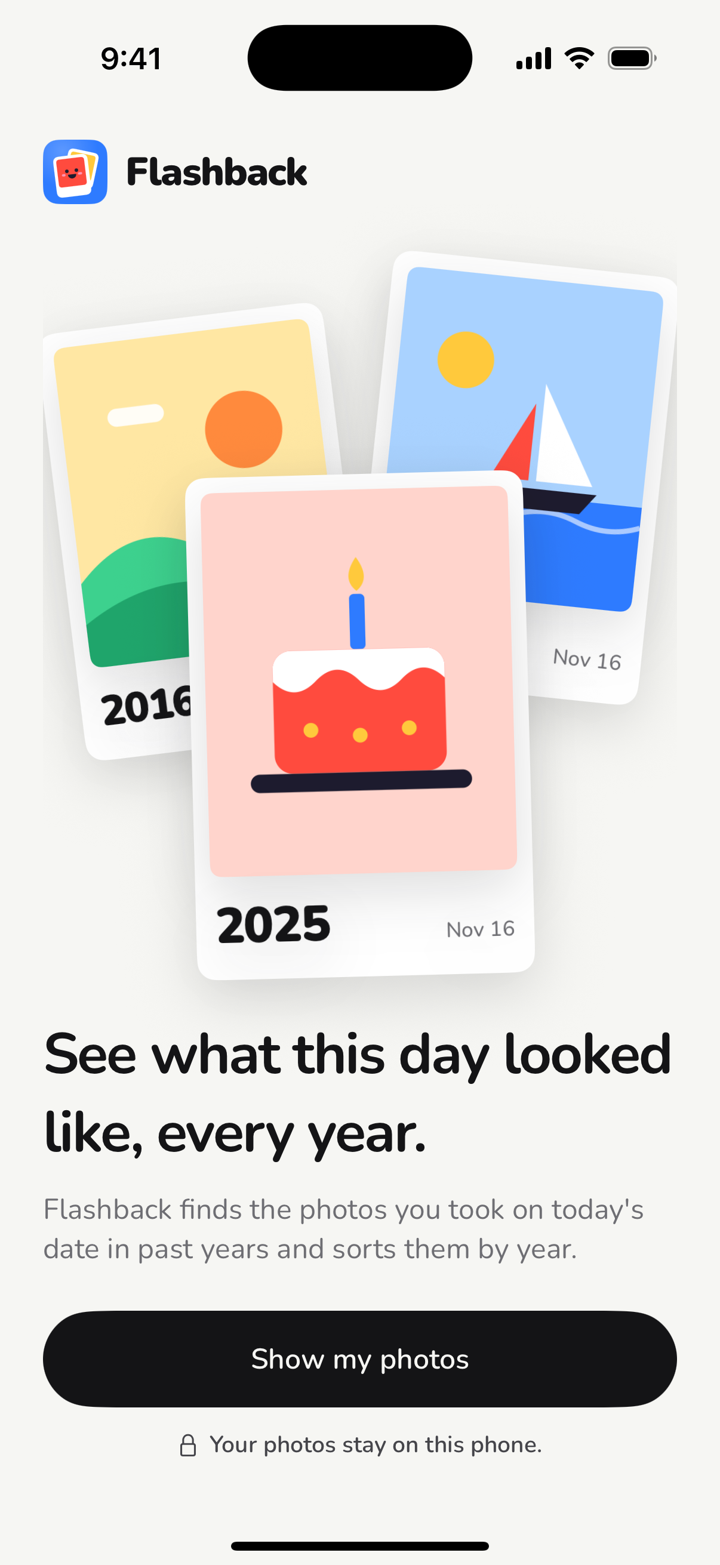 9:41
Flashback
Nov 16
2016
2025
Nov 16
See what this day looked
like, every year.
Flashback finds the photos you took on today's
date in past years and sorts them by year.
Show my photos
Your photos stay on this phone.